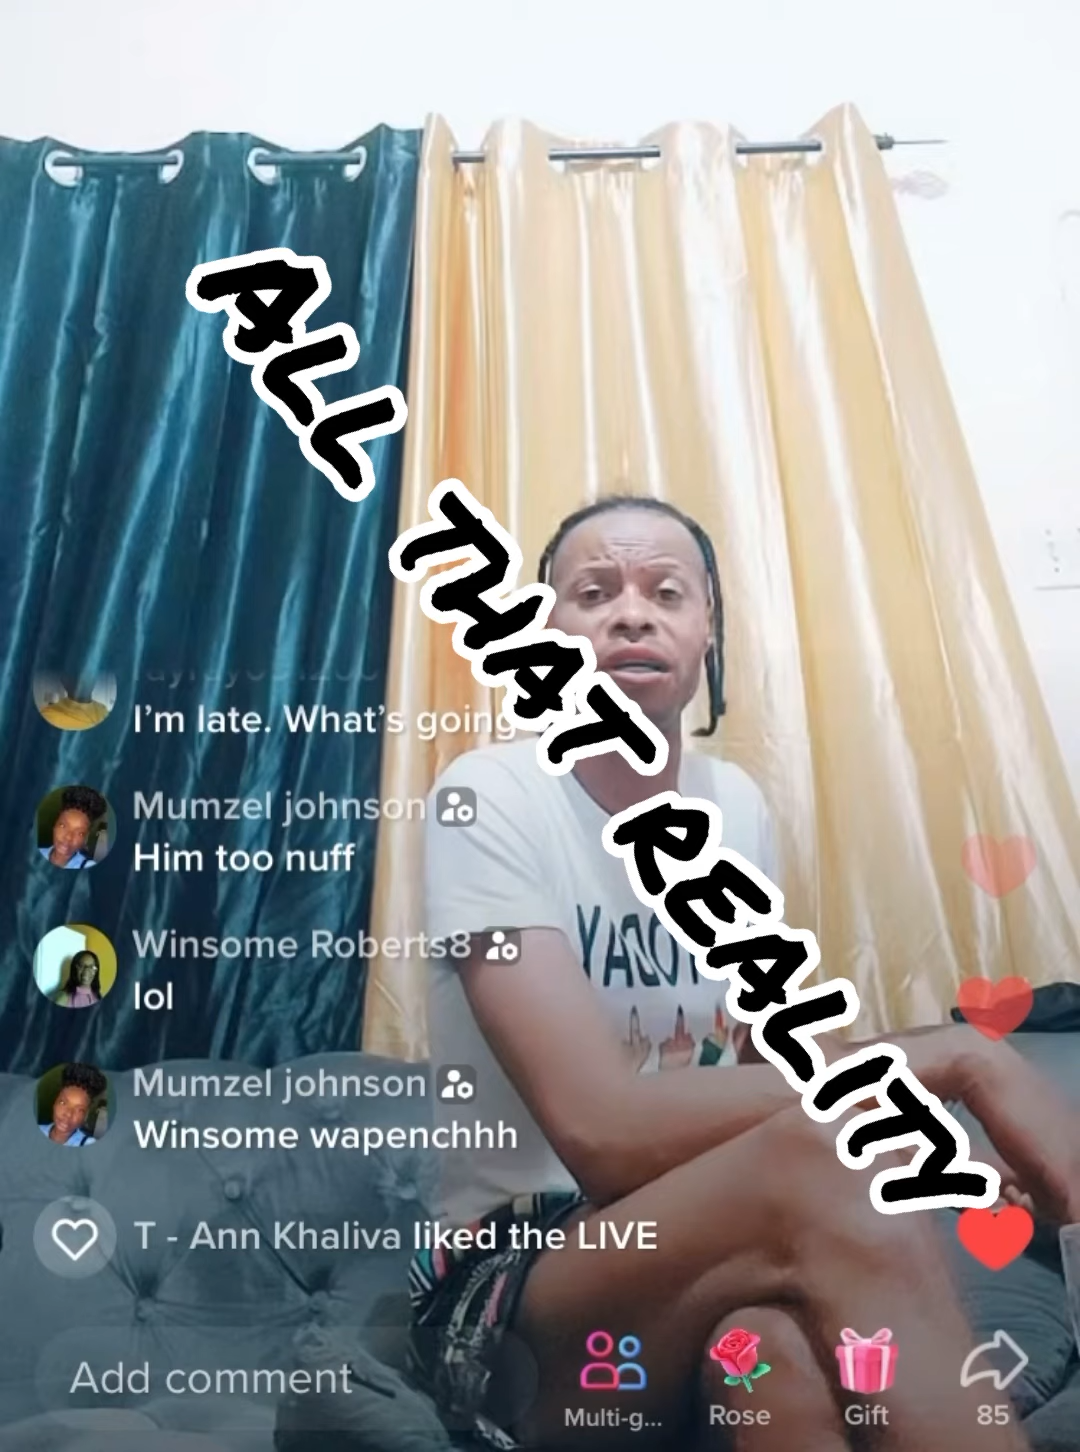 ALL THAT REALITY
I'm late. What's going
Mumzel johnson
Him too nuff
Winsome Roberts8
lol
Mumzel johnson
Winsome wapenchhh
T - Ann Khaliva liked the LIVE
Add comment
Multi-g...
Rose
Gift
85